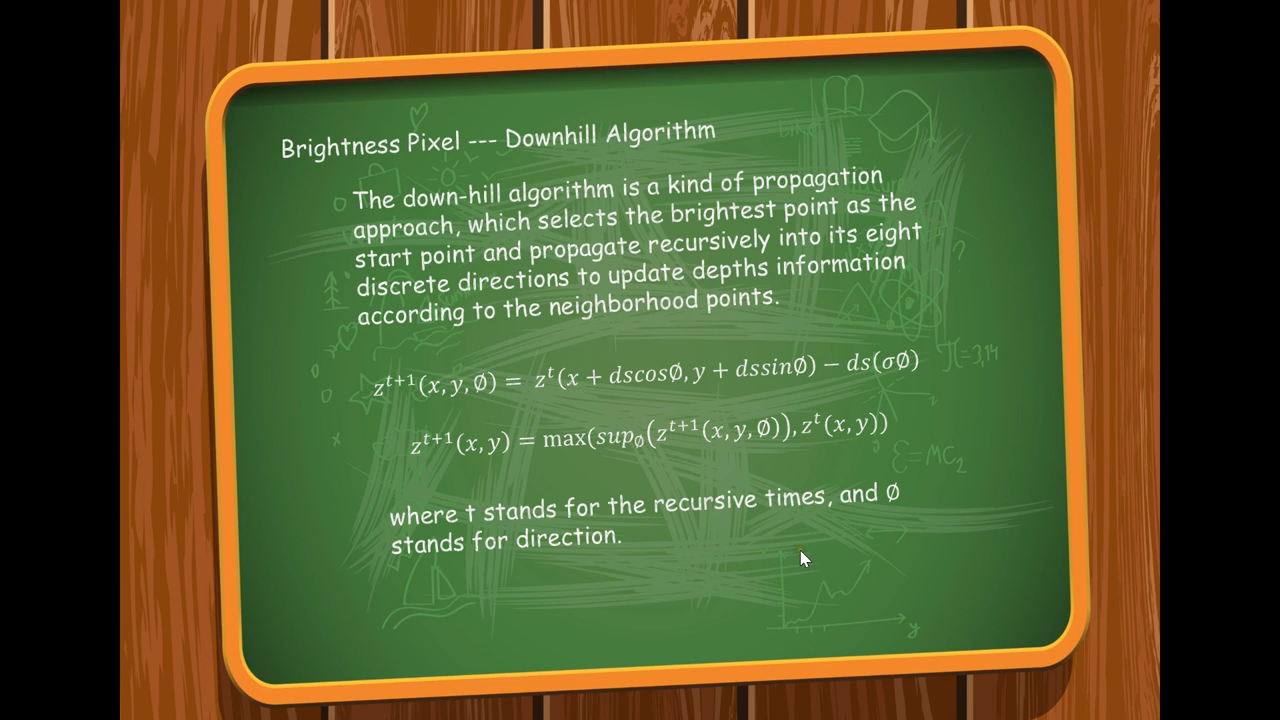 Brightness Pixel --- Downhill Algorithm
The down-hill algorithm is a kind of propagation
approach, which selects the brightest point as the
start point and propagate recursively into its eight
discrete directions to update depths information
according to the neighborhood points.
π=3,14
z^{t+1}(x, y, ∅) = z^t(x + dscos∅, y + dssin∅) − ds(σ∅)
z^{t+1}(x, y) = max(sup_∅(z^{t+1}(x, y, ∅)), z^t(x, y))
ε=MC₂
where t stands for the recursive times, and ∅
stands for direction.
y